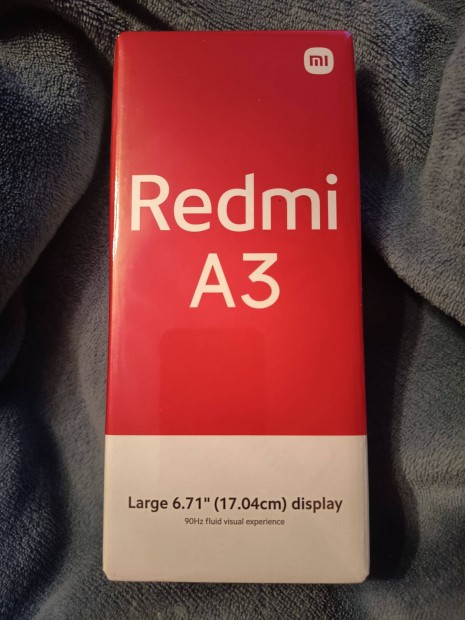 mi
Redmi
A3
Large 6.71" (17.04cm) display
90Hz fluid visual experience